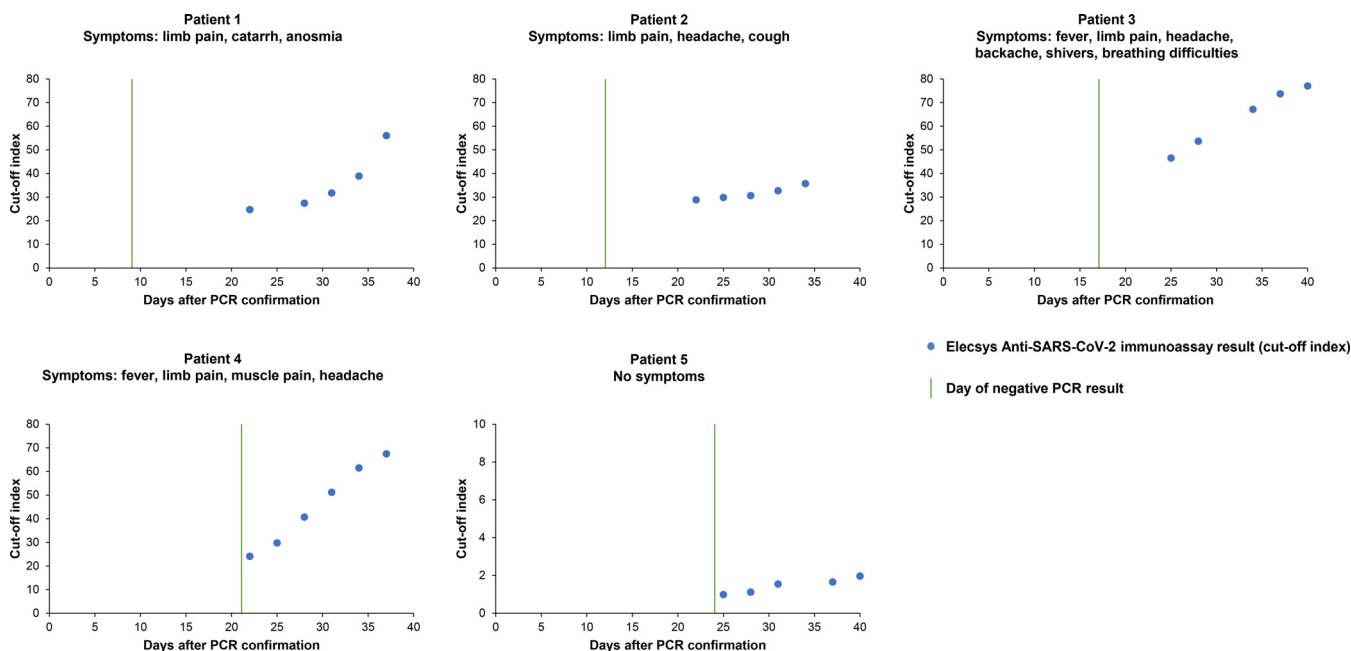 Patient 1
Symptoms: limb pain, catarrh, anosmia
80
70
60
50
40
30
20
10
0
Cut-off index
0 5 10 15 20 25 30 35 40
Days after PCR confirmation
Patient 2
Symptoms: limb pain, headache, cough
80
70
60
50
40
30
20
10
0
Cut-off index
0 5 10 15 20 25 30 35 40
Days after PCR confirmation
Patient 3
Symptoms: fever, limb pain, headache,
backache, shivers, breathing difficulties
80
70
60
50
40
30
20
10
0
Cut-off index
0 5 10 15 20 25 30 35 40
Days after PCR confirmation
Patient 4
Symptoms: fever, limb pain, muscle pain, headache
80
70
60
50
40
30
20
10
0
Cut-off index
0 5 10 15 20 25 30 35 40
Days after PCR confirmation
Patient 5
No symptoms
10
8
6
4
2
0
Cut-off index
0 5 10 15 20 25 30 35 40
Days after PCR confirmation
Elecsys Anti-SARS-CoV-2 immunoassay result (cut-off index)
Day of negative PCR result